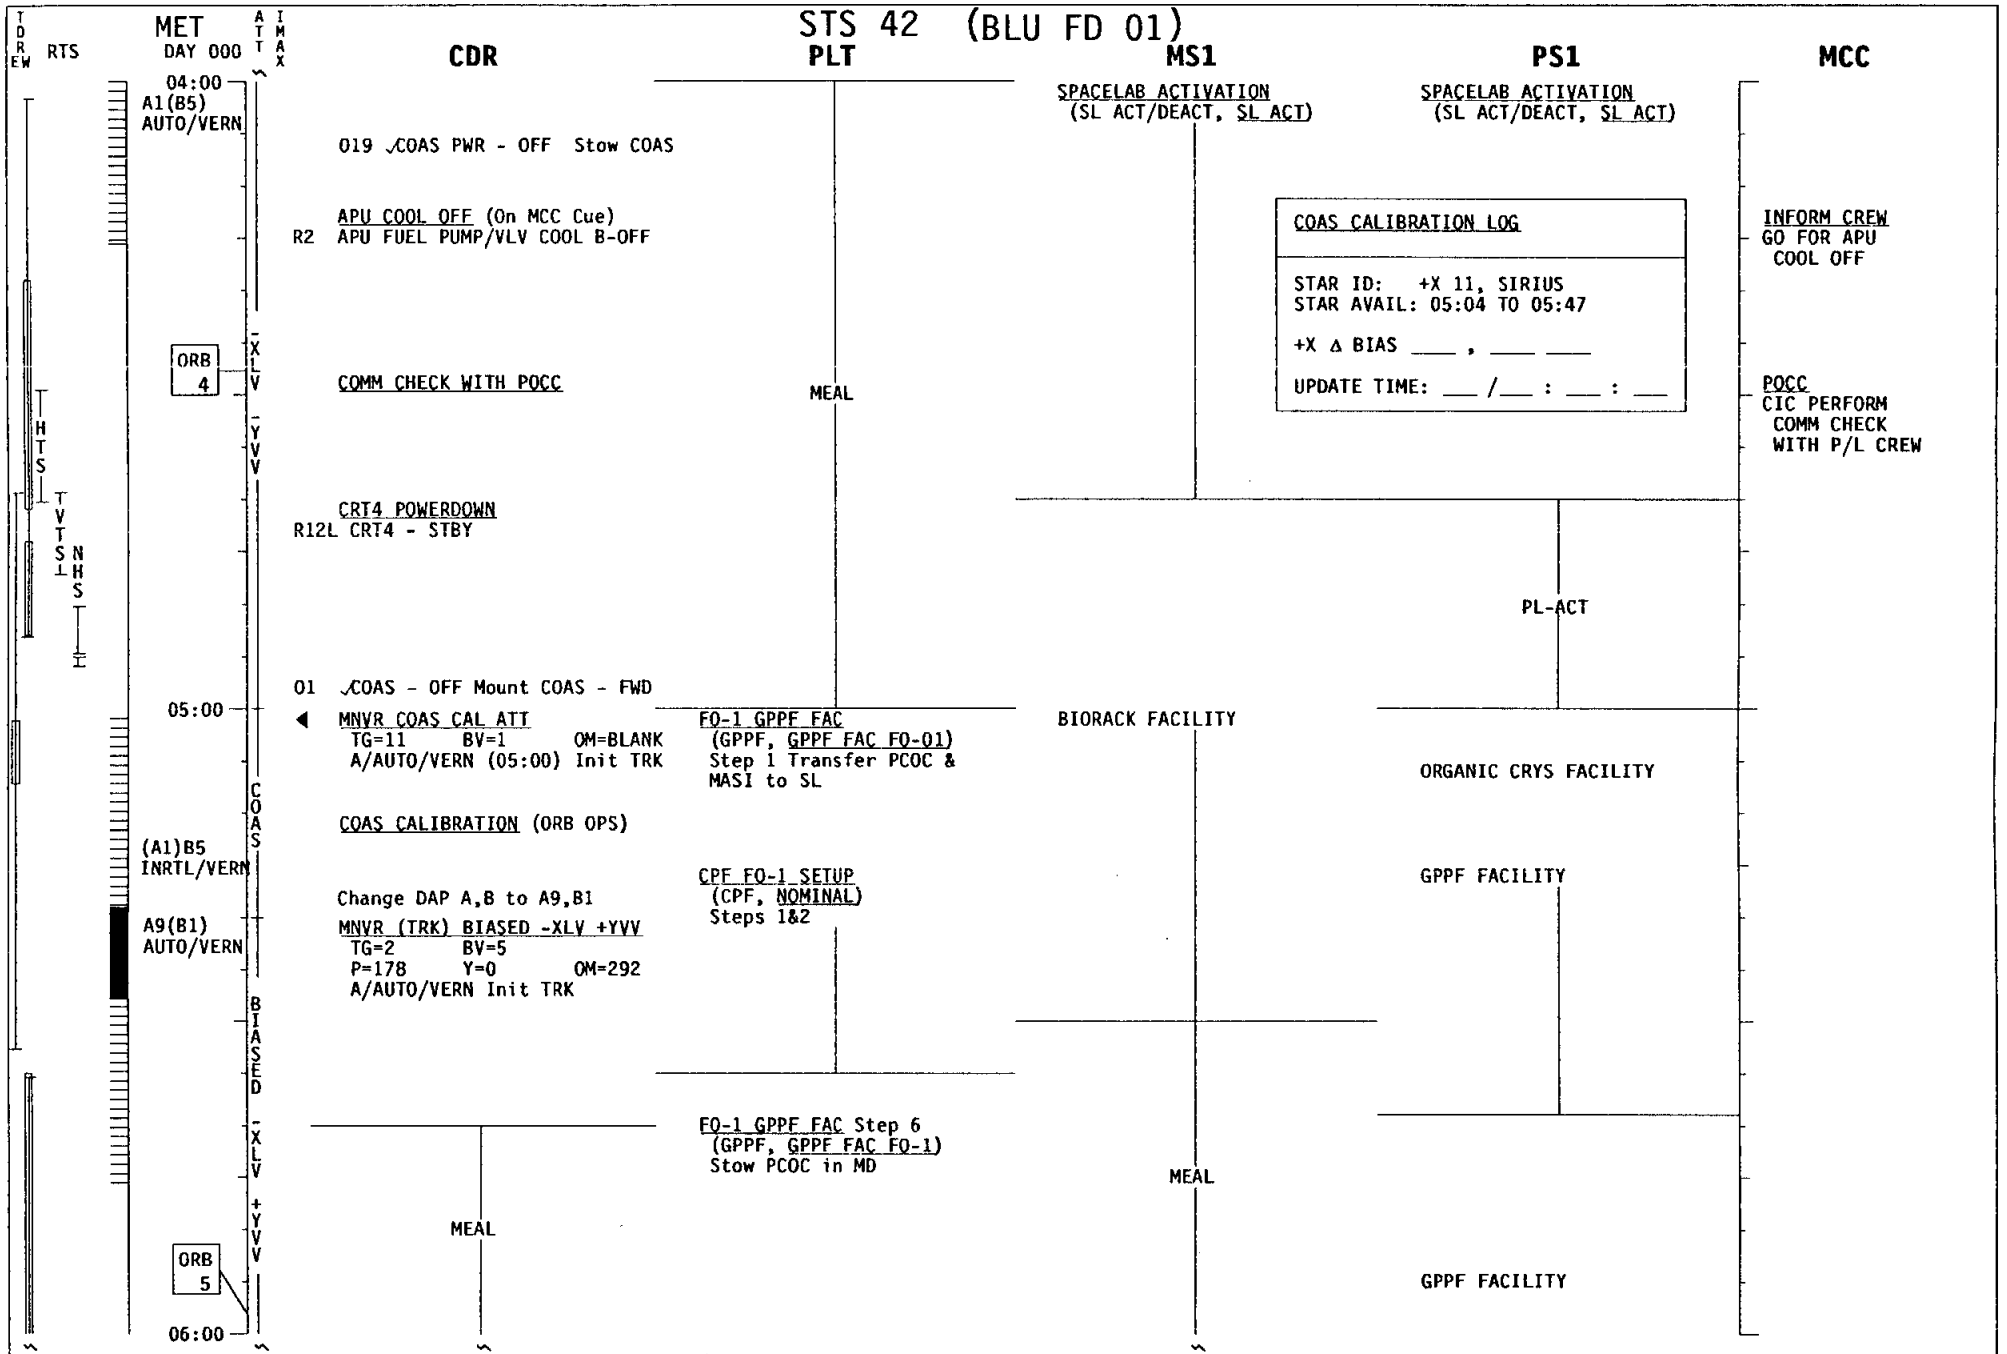 STS 42 (BLU FD 01)
TDRE W
RTS
MET
DAY 000
ATT
IMAX
CDR
PLT
MS1
PS1
MCC
04:00
A1(B5)
AUTO/VERN
ORB
4
05:00
(A1)B5
INRTL/VERN
A9(B1)
AUTO/VERN
ORB
5
06:00
HTS
TVTS
NHS
-XLV -YVV
COAS
BIASED -XLV +YVV
O19 √COAS PWR - OFF Stow COAS
APU COOL OFF (On MCC Cue)
R2 APU FUEL PUMP/VLV COOL B-OFF
COMM CHECK WITH POCC
CRT4 POWERDOWN
R12L CRT4 - STBY
O1 √COAS - OFF Mount COAS - FWD
MNVR COAS CAL ATT
TG=11 BV=1 OM=BLANK
A/AUTO/VERN (05:00) Init TRK
COAS CALIBRATION (ORB OPS)
Change DAP A,B to A9,B1
MNVR (TRK) BIASED -XLV +YVV
TG=2 BV=5
P=178 Y=0 OM=292
A/AUTO/VERN Init TRK
MEAL
MEAL
FO-1 GPPF FAC
(GPPF, GPPF FAC FO-01)
Step 1 Transfer PCOC &
MASI to SL
CPF FO-1 SETUP
(CPF, NOMINAL)
Steps 1&2
FO-1 GPPF FAC Step 6
(GPPF, GPPF FAC FO-1)
Stow PCOC in MD
SPACELAB ACTIVATION
(SL ACT/DEACT, SL ACT)
BIORACK FACILITY
MEAL
SPACELAB ACTIVATION
(SL ACT/DEACT, SL ACT)
COAS CALIBRATION LOG
STAR ID: +X 11, SIRIUS
STAR AVAIL: 05:04 TO 05:47
+X Δ BIAS ___ , ___ ___
UPDATE TIME: ___ /___ : ___ : ___
PL-ACT
ORGANIC CRYS FACILITY
GPPF FACILITY
GPPF FACILITY
INFORM CREW
GO FOR APU
COOL OFF
POCC
CIC PERFORM
COMM CHECK
WITH P/L CREW